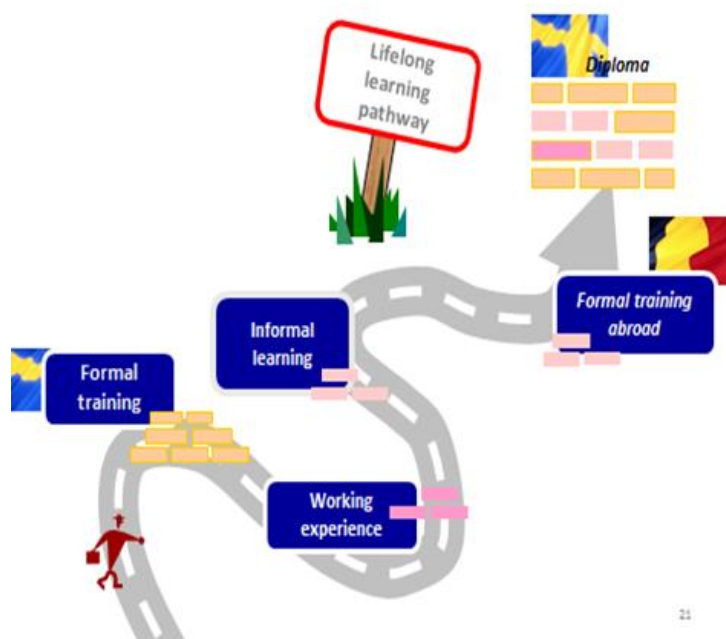 Lifelong
learning
pathway
Diploma
Formal training
abroad
Informal
learning
Formal
training
Working
experience
21